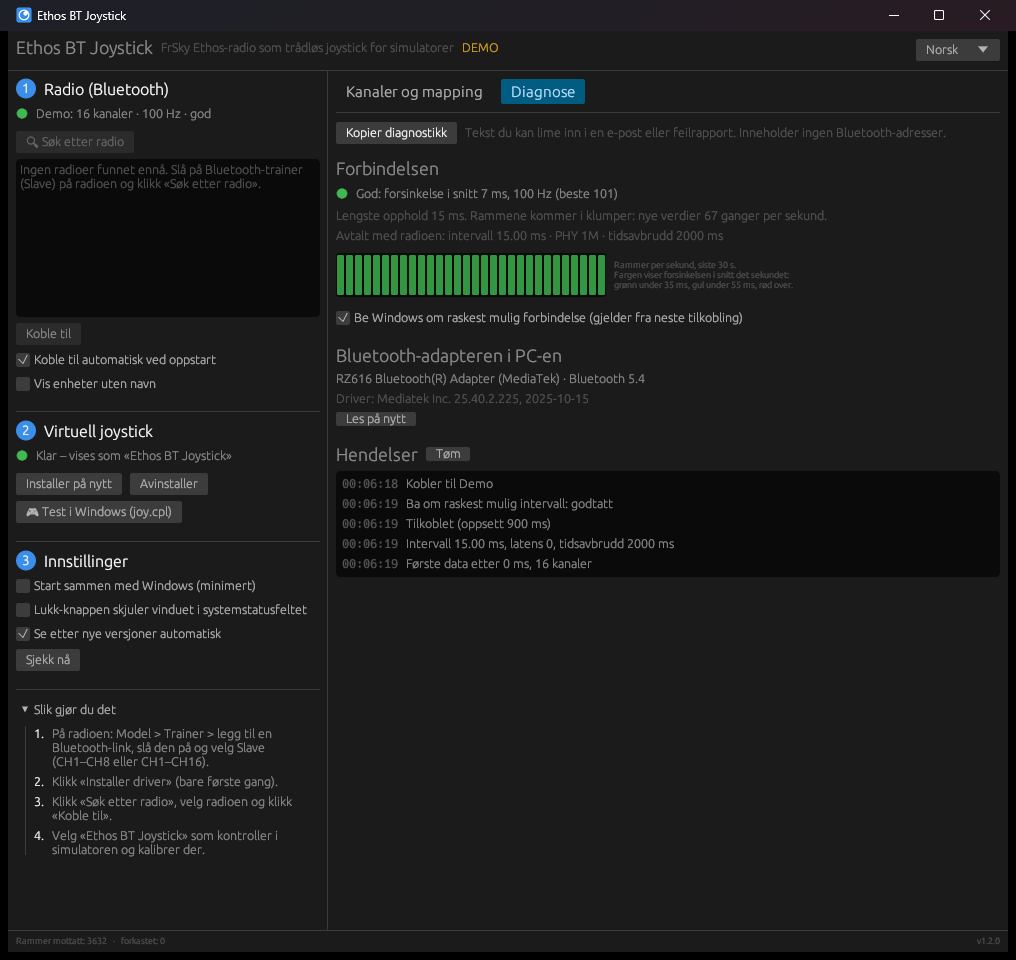 Ethos BT Joystick
Ethos BT Joystick FrSky Ethos-radio som trådløs joystick for simulatorer DEMO
Norsk
1 Radio (Bluetooth)
Demo: 16 kanaler · 100 Hz · god
Søk etter radio
Ingen radioer funnet ennå. Slå på Bluetooth-trainer
(Slave) på radioen og klikk «Søk etter radio».
Koble til
Koble til automatisk ved oppstart
Vis enheter uten navn
2 Virtuell joystick
Klar – vises som «Ethos BT Joystick»
Installer på nytt Avinstaller
Test i Windows (joy.cpl)
3 Innstillinger
Start sammen med Windows (minimert)
Lukk-knappen skjuler vinduet i systemstatusfeltet
Se etter nye versjoner automatisk
Sjekk nå
Slik gjør du det
1. På radioen: Model > Trainer > legg til en
Bluetooth-link, slå den på og velg Slave
(CH1–CH8 eller CH1–CH16).
2. Klikk «Installer driver» (bare første gang).
3. Klikk «Søk etter radio», velg radioen og klikk
«Koble til».
4. Velg «Ethos BT Joystick» som kontroller i
simulatoren og kalibrer der.
Kanaler og mapping Diagnose
Kopier diagnostikk Tekst du kan lime inn i en e-post eller feilrapport. Inneholder ingen Bluetooth-adresser.
Forbindelsen
God: forsinkelse i snitt 7 ms, 100 Hz (beste 101)
Lengste opphold 15 ms. Rammene kommer i klumper: nye verdier 67 ganger per sekund.
Avtalt med radioen: intervall 15.00 ms · PHY 1M · tidsavbrudd 2000 ms
Rammer per sekund, siste 30 s.
Fargen viser forsinkelsen i snitt det sekundet:
grønn under 35 ms, gul under 55 ms, rød over.
Be Windows om raskest mulig forbindelse (gjelder fra neste tilkobling)
Bluetooth-adapteren i PC-en
RZ616 Bluetooth(R) Adapter (MediaTek) · Bluetooth 5.4
Driver: Mediatek Inc. 25.40.2.225, 2025-10-15
Les på nytt
Hendelser Tøm
00:06:18 Kobler til Demo
00:06:19 Ba om raskest mulig intervall: godtatt
00:06:19 Tilkoblet (oppsett 900 ms)
00:06:19 Intervall 15.00 ms, latens 0, tidsavbrudd 2000 ms
00:06:19 Første data etter 0 ms, 16 kanaler
Rammer mottatt: 3632 · forkastet: 0
v1.2.0